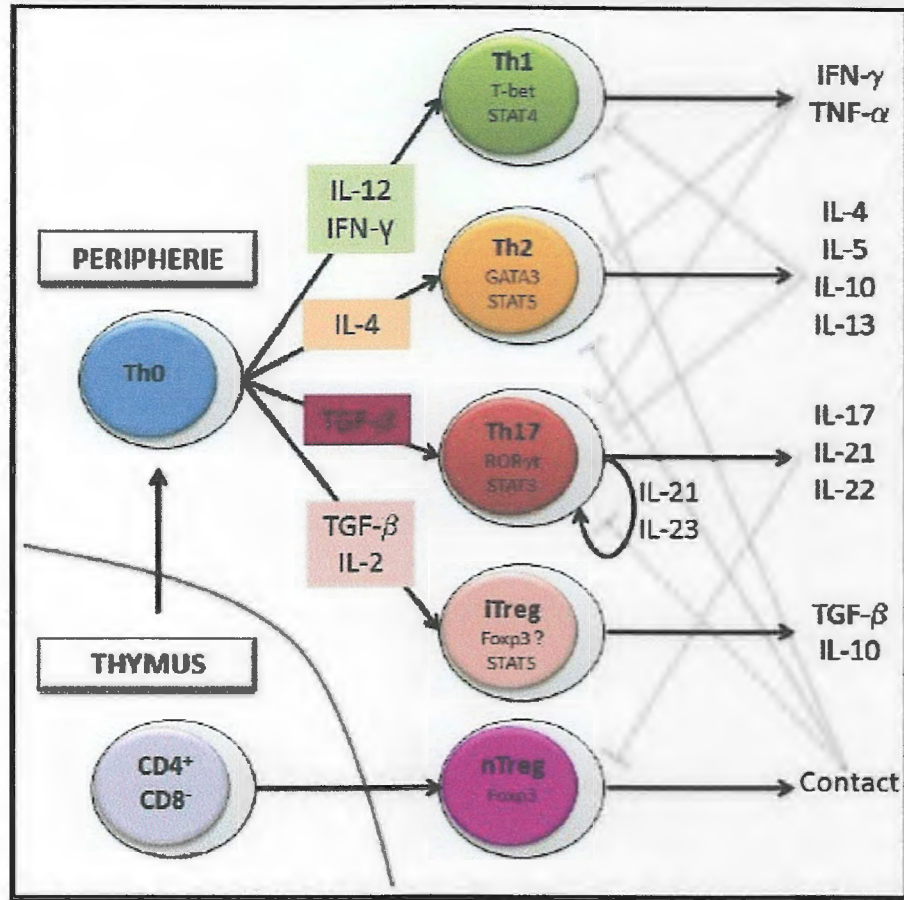 Th1
T-bet
STAT4
IFN-γ
TNF-α
IL-12
IFN-γ
PERIPHERIE
Th2
GATA3
STAT5
IL-4
IL-5
IL-10
IL-13
IL-4
Th0
Th17
RORγt
STAT3
IL-17
IL-21
IL-22
IL-21
IL-23
TGF-β
IL-2
iTreg
Foxp3 ?
STAT5
TGF-β
IL-10
THYMUS
CD4⁺
CD8⁻
nTreg
Foxp3
Contact